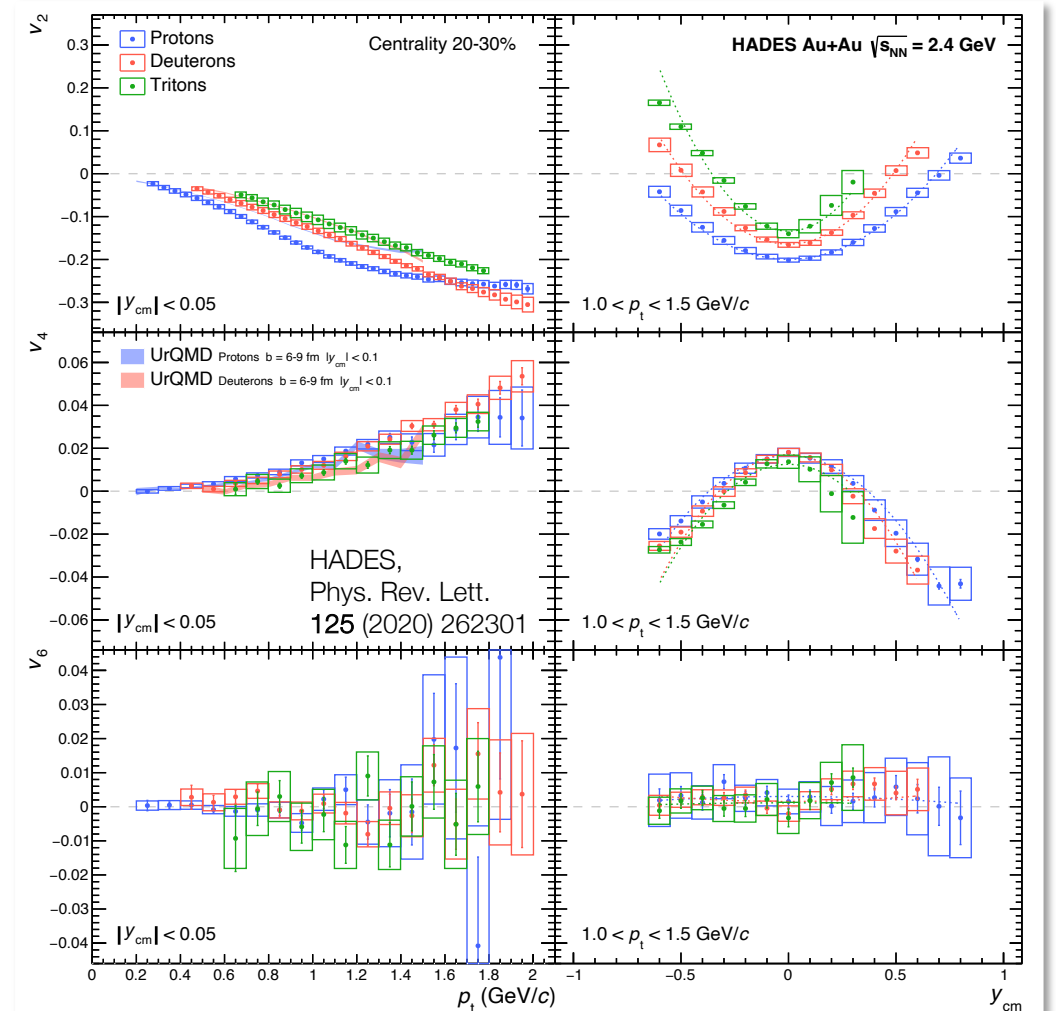 v2
0.3
0.2
0.1
0
−0.1
−0.2
−0.3
Protons
Deuterons
Tritons
Centrality 20-30%
|ycm| < 0.05
HADES Au+Au √sNN = 2.4 GeV
1.0 < pt < 1.5 GeV/c
v4
0.06
0.04
0.02
0
−0.02
−0.04
−0.06
UrQMD Protons b = 6-9 fm |ycm| < 0.1
UrQMD Deuterons b = 6-9 fm |ycm| < 0.1
HADES,
Phys. Rev. Lett.
125 (2020) 262301
|ycm| < 0.05
1.0 < pt < 1.5 GeV/c
v6
0.04
0.03
0.02
0.01
0
−0.01
−0.02
−0.03
−0.04
|ycm| < 0.05
1.0 < pt < 1.5 GeV/c
0 0.2 0.4 0.6 0.8 1 1.2 1.4 1.6 1.8 2
−1 −0.5 0 0.5 1
pt (GeV/c)
ycm